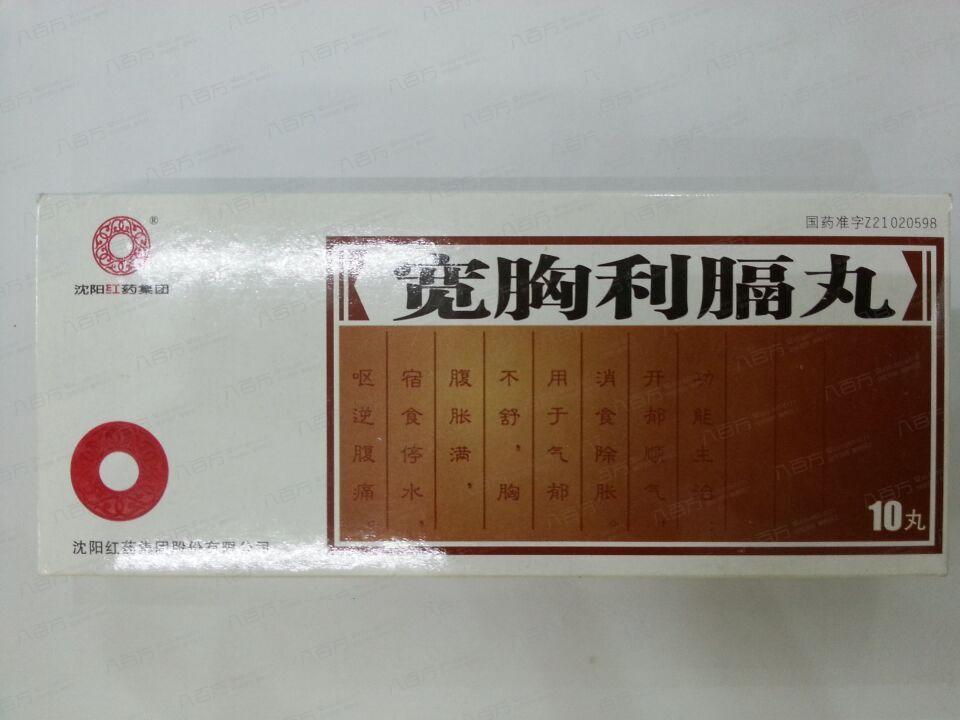 国药准字Z21020598
沈阳红药集团
宽胸利膈丸
功能主治
开郁顺气，
消食除胀。
用于气郁
不舒，胸
腹胀满，
宿食停水，
呕逆腹痛
10丸
沈阳红药集团股份有限公司
八百方